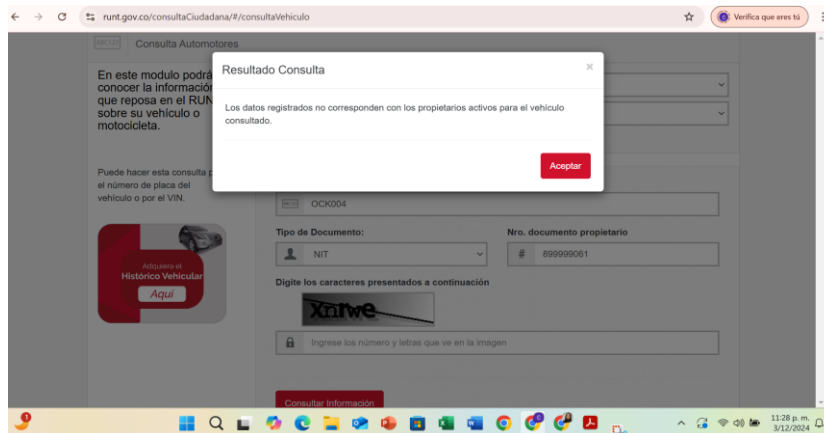 runt.gov.co/consultaCiudadana/#/consultaVehiculo
Verifica que eres tú
ABC123
Consulta Automotores
En este modulo podrá
conocer la informació
que reposa en el RUN
sobre su vehículo o
motocicleta.
Puede hacer esta consulta p
el número de placa del
vehículo o por el VIN.
Adquiera el
Histórico Vehicular
Aquí
Resultado Consulta
×
Los datos registrados no corresponden con los propietarios activos para el vehículo
consultado.
Aceptar
OCK004
Tipo de Documento:
Nro. documento propietario
NIT
# 899999061
Digite los caracteres presentados a continuación
Ingrese los número y letras que ve en la imagen
Consultar Información
11:28 p. m.
3/12/2024